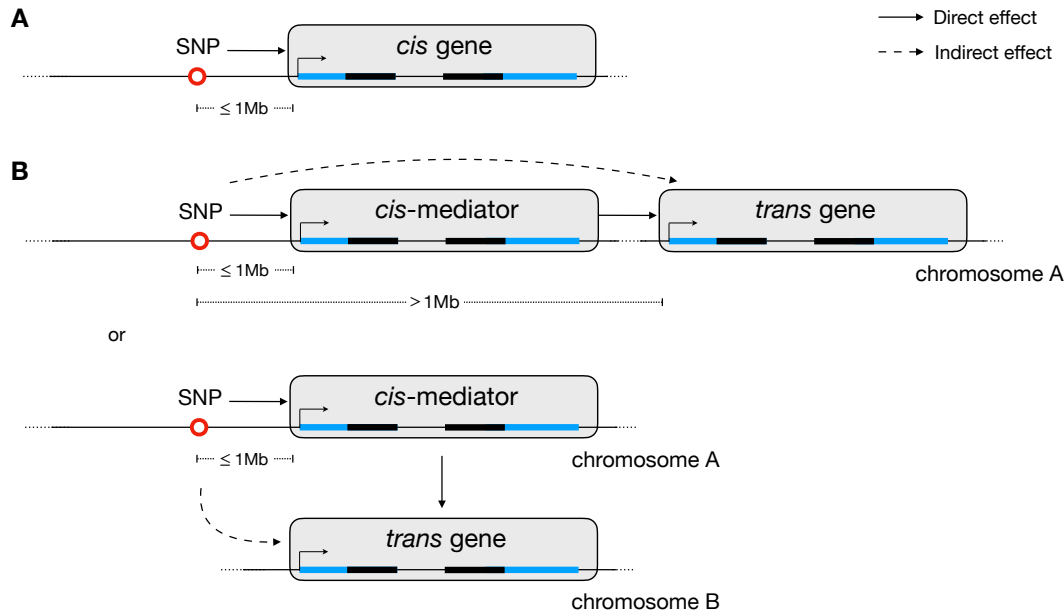 A
SNP
cis gene
Direct effect
Indirect effect
≤ 1Mb
B
SNP
cis-mediator
trans gene
≤ 1Mb
chromosome A
> 1Mb
or
SNP
cis-mediator
≤ 1Mb
chromosome A
trans gene
chromosome B